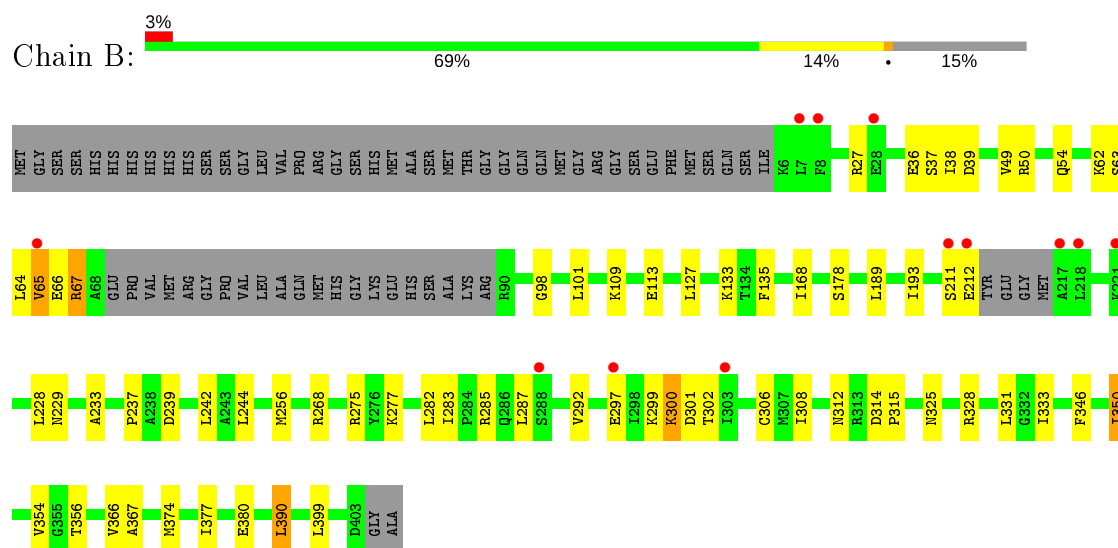 3%
Chain B:
69% 14% • 15%
MET GLY SER SER HIS HIS HIS HIS HIS HIS SER SER GLY LEU VAL PRO ARG GLY SER HIS MET ALA SER MET THR GLY GLY GLN GLN MET GLY ARG GLY SER GLU PHE MET SER GLN SER ILE K6 L7 F8 R27 E28 E36 S37 I38 D39 V49 R50 Q54 K62 S63
L64 V65 E66 R67 A68 GLU PRO VAL MET ARG GLY PRO VAL LEU ALA GLN MET HIS GLY LYS GLU HIS SER ALA LYS ARG R90 G98 L101 K109 E113 L127 K133 T134 F135 I168 S178 L189 I193 S211 E212 TYR GLU GLY MET A217 L218 K221
L228 N229 A233 P237 A238 D239 L242 A243 L244 M256 R268 R275 Y276 K277 L282 I283 P284 R285 Q286 L287 S288 V292 E297 I298 K299 K300 D301 T302 I303 C306 M307 I308 N312 R313 D314 P315 N325 R328 L331 G332 I333 F346 I350
V354 G355 T356 V366 A367 M374 I377 E380 L390 L399 D403 GLY ALA